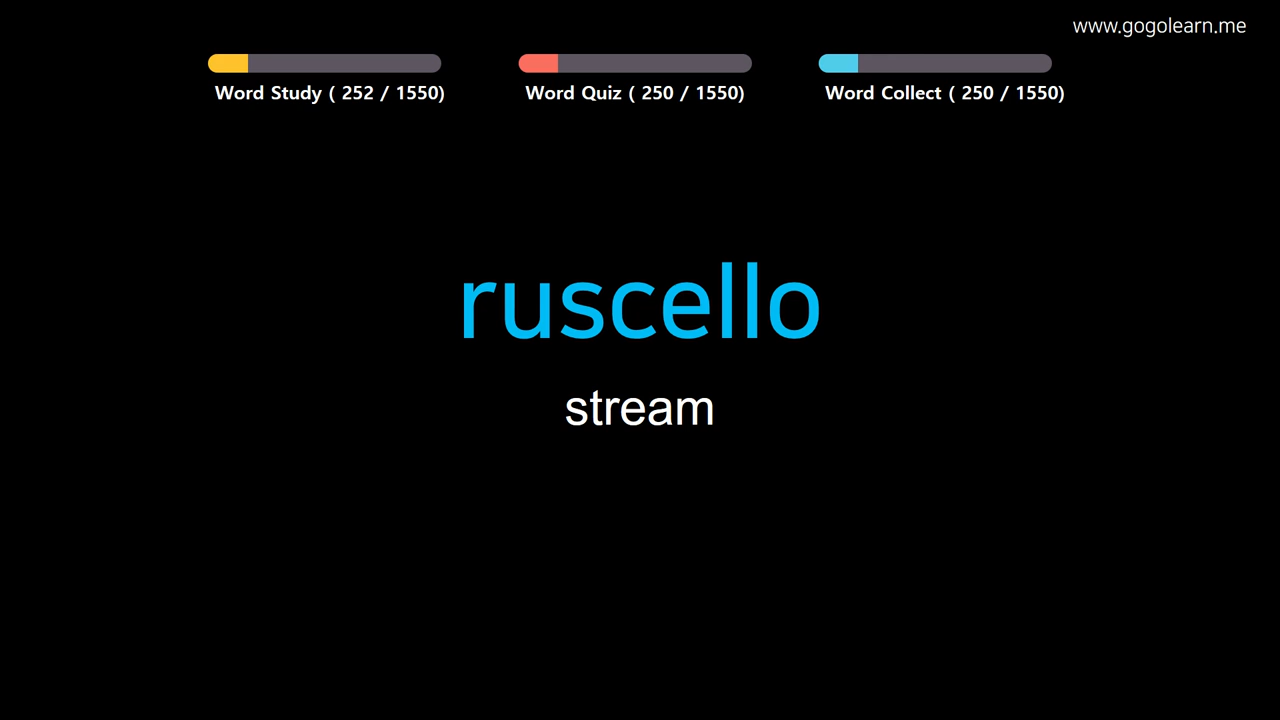 www.gogolearn.me
Word Study ( 252 / 1550)
Word Quiz ( 250 / 1550)
Word Collect ( 250 / 1550)
ruscello
stream